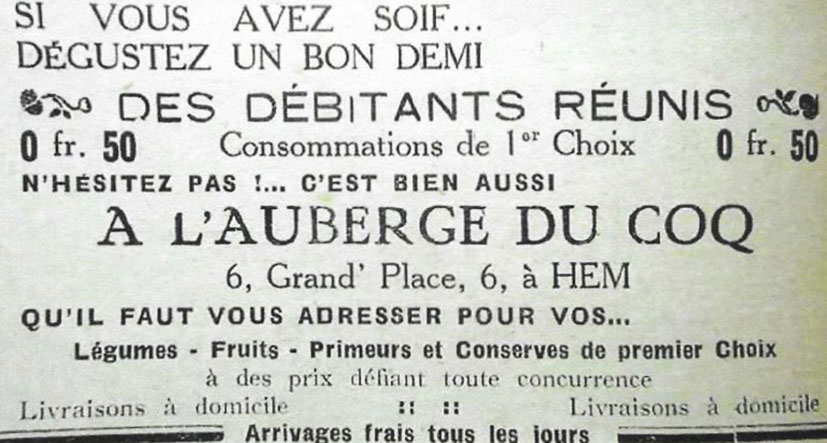 SI VOUS AVEZ SOIF...
DÉGUSTEZ UN BON DEMI
DES DÉBITANTS RÉUNIS
0 fr. 50 Consommations de 1er Choix 0 fr. 50
N'HÉSITEZ PAS !... C'EST BIEN AUSSI
A L'AUBERGE DU COQ
6, Grand' Place, 6, à HEM
QU'IL FAUT VOUS ADRESSER POUR VOS...
Légumes - Fruits - Primeurs et Conserves de premier Choix
à des prix défiant toute concurrence
Livraisons à domicile :: :: Livraisons à domicile
Arrivages frais tous les jours